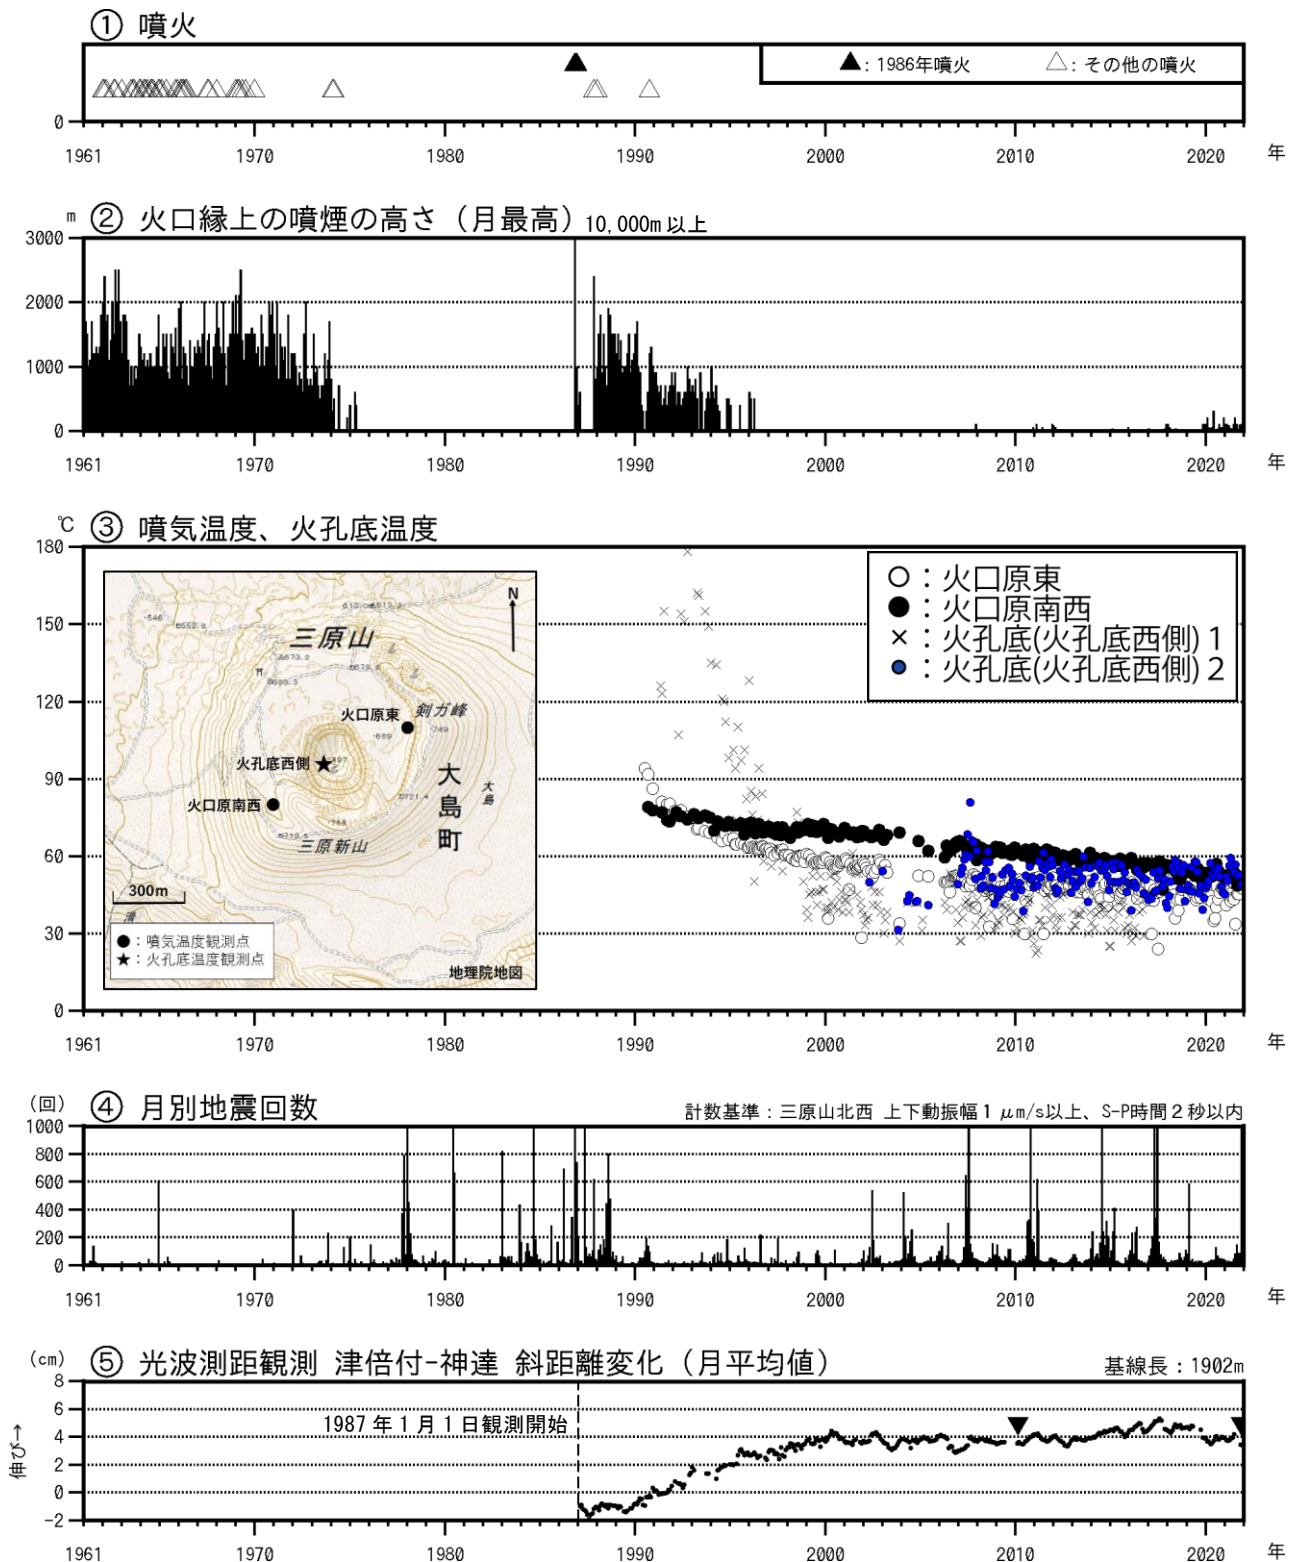 ① 噴火
▲: 1986年噴火 △: その他の噴火
0
1961 1970 1980 1990 2000 2010 2020 年
m ② 火口縁上の噴煙の高さ（月最高） 10,000m以上
3000
2000
1000
0
1961 1970 1980 1990 2000 2010 2020 年
℃ ③ 噴気温度、火孔底温度
180
150
120
90
60
30
0
○：火口原東
●：火口原南西
×：火孔底(火孔底西側)１
●：火孔底(火孔底西側)２
N
三原山
火口原東 剣ガ峰
火孔底西側
大島町
大島
火口原南西
三原新山
300m
●：噴気温度観測点
★：火孔底温度観測点
地理院地図
1961 1970 1980 1990 2000 2010 2020 年
(回) ④ 月別地震回数 計数基準：三原山北西 上下動振幅１μm/s以上、S-P時間２秒以内
1000
800
600
400
200
0
1961 1970 1980 1990 2000 2010 2020 年
(cm) ⑤ 光波測距観測 津倍付-神達 斜距離変化（月平均値） 基線長：1902m
8
6
4
2
0
-2
伸び→
1987年１月１日観測開始
1961 1970 1980 1990 2000 2010 2020 年